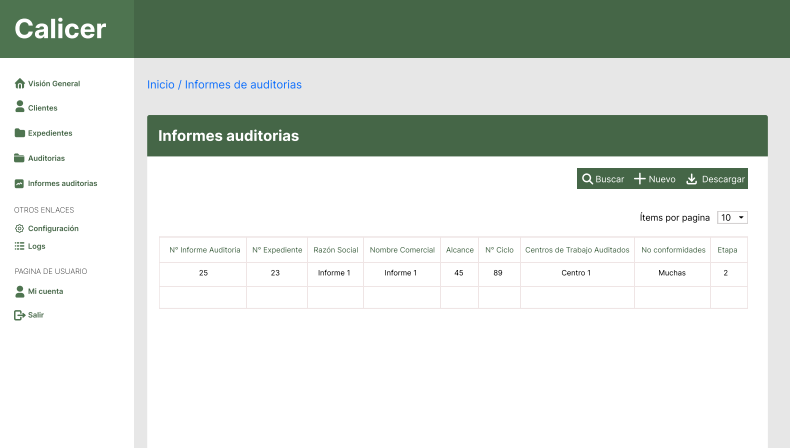 Calicer
Visión General
Clientes
Expedientes
Auditorias
Informes auditorias
OTROS ENLACES
Configuración
Logs
PAGINA DE USUARIO
Mi cuenta
Salir
Inicio / Informes de auditorias
Informes auditorias
Buscar Nuevo Descargar
Ítems por pagina 10
Nº Informe Auditoria Nº Expediente Razón Social Nombre Comercial Alcance Nº Ciclo Centros de Trabajo Auditados No conformidades Etapa
25 23 Informe 1 Informe 1 45 89 Centro 1 Muchas 2